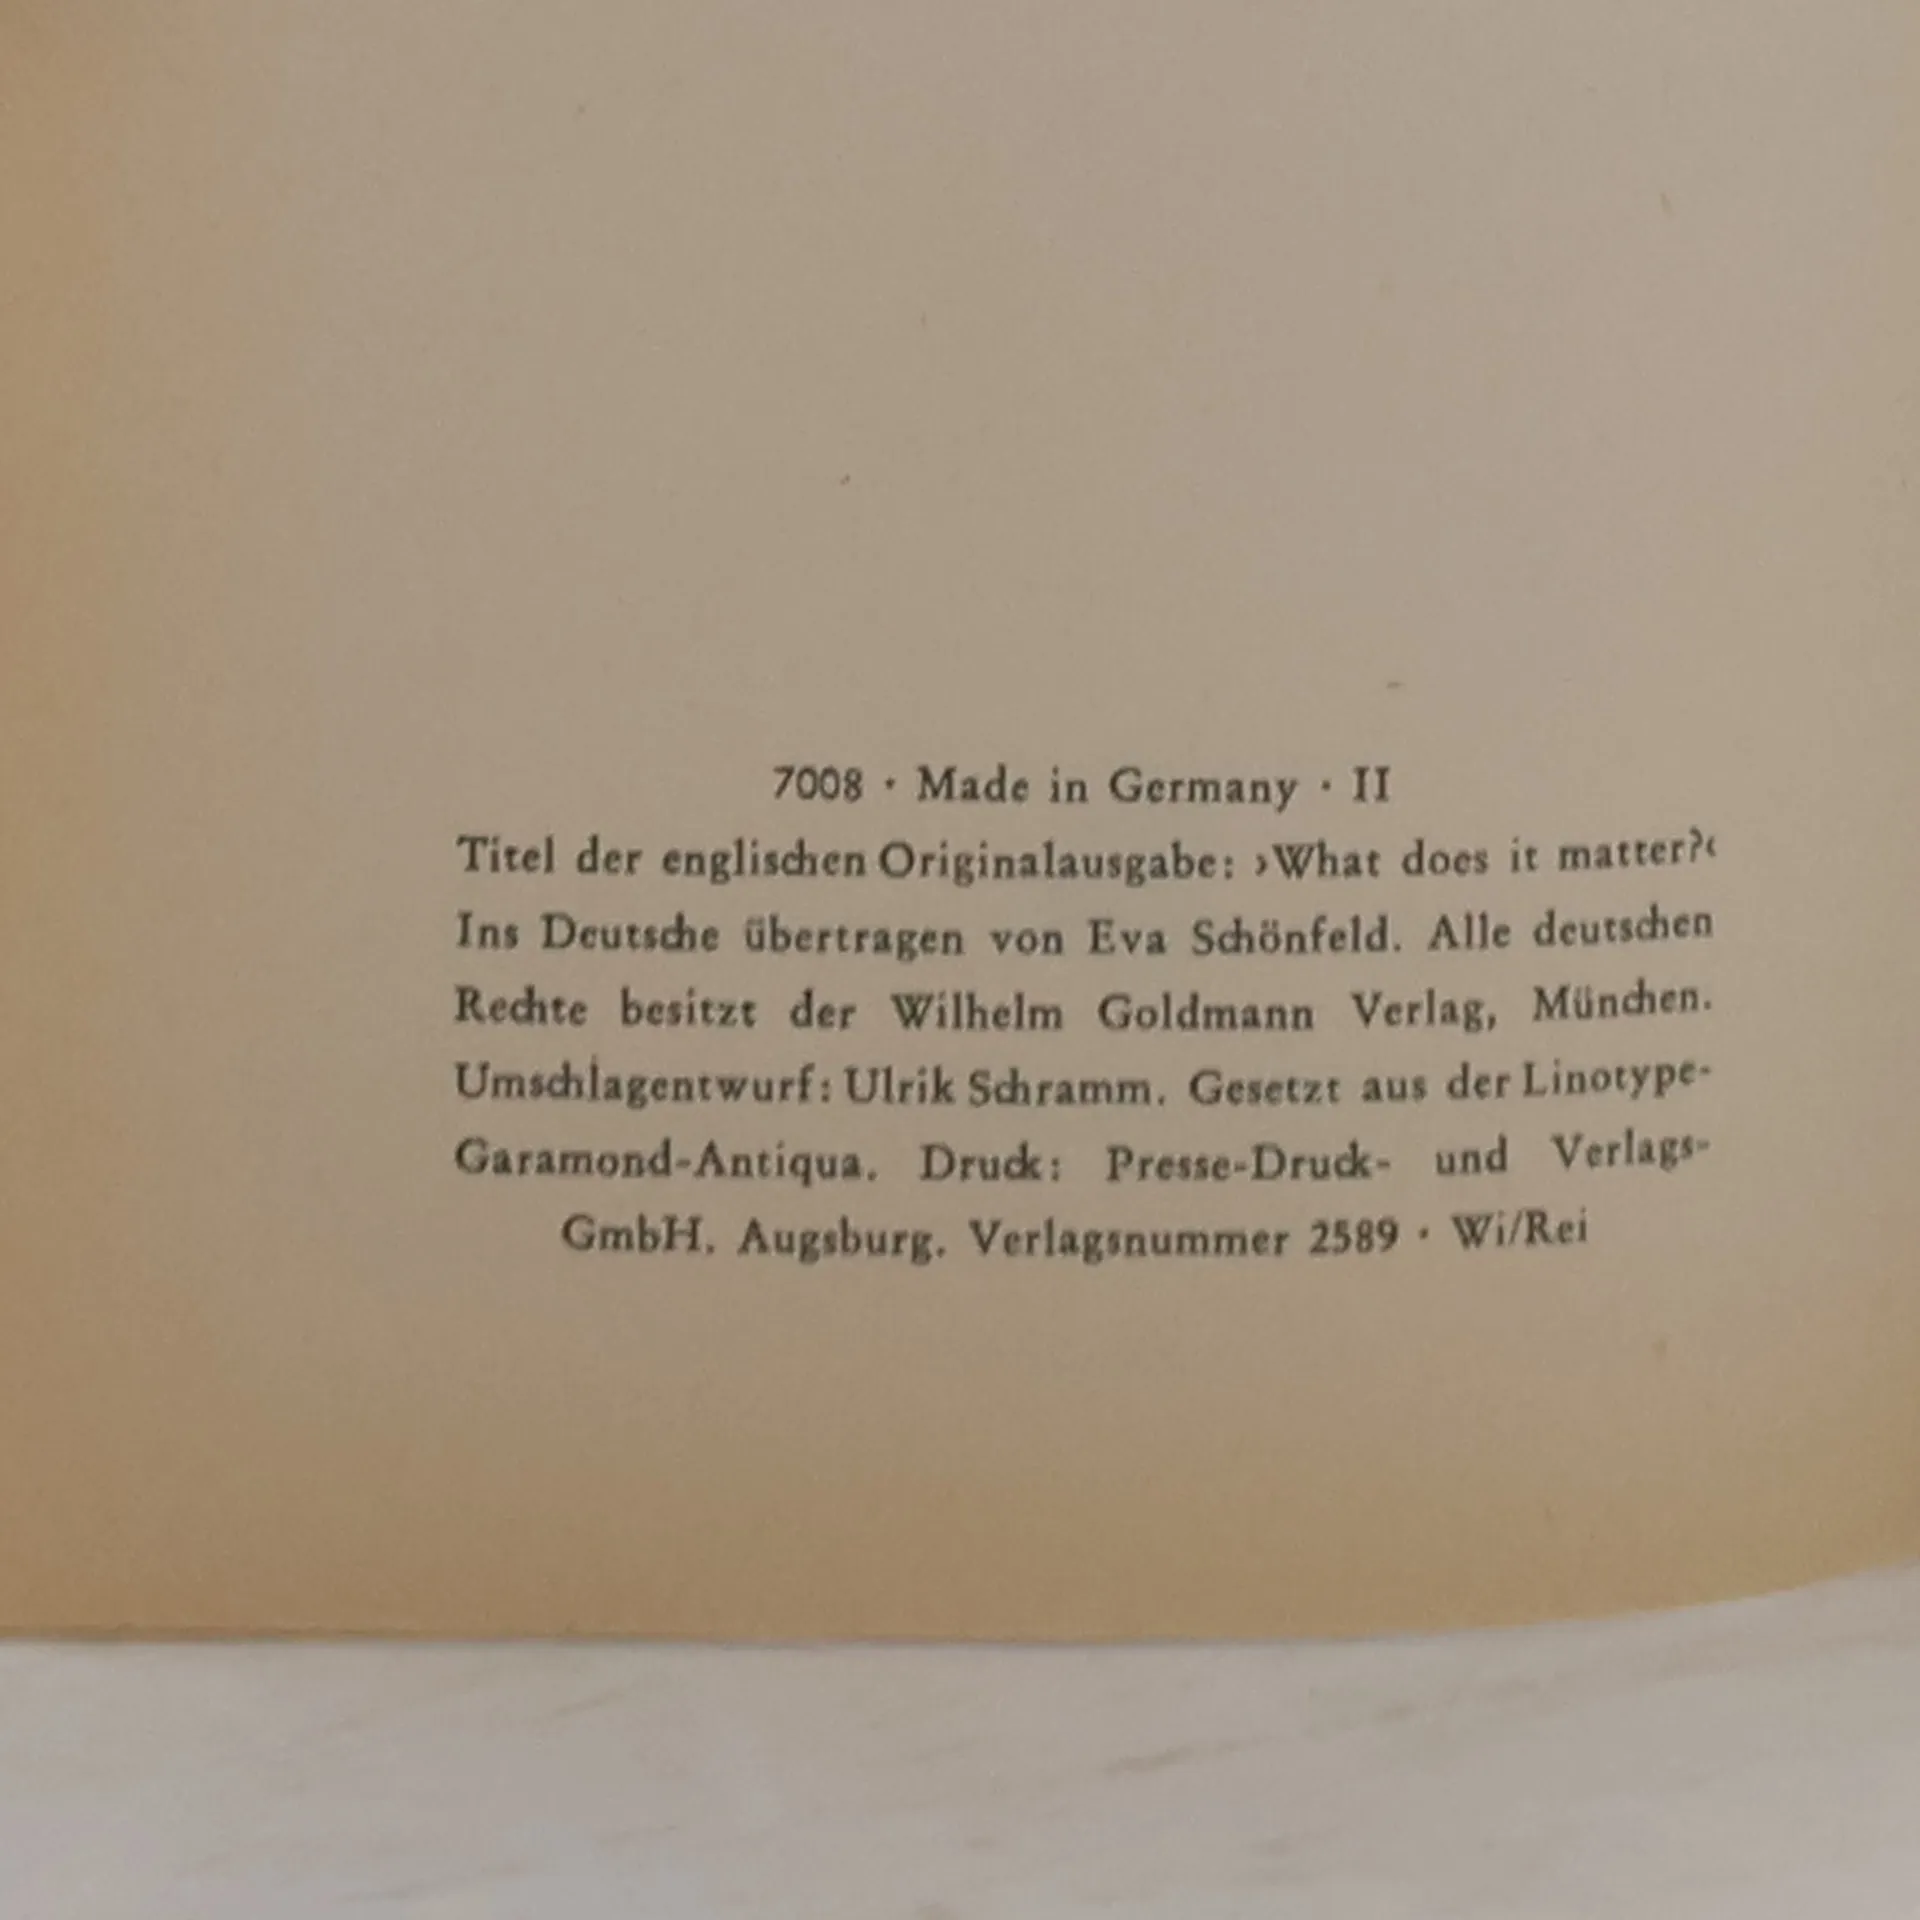 7008 · Made in Germany · II
Titel der englischen Originalausgabe: ›What does it matter?‹
Ins Deutsche übertragen von Eva Schönfeld. Alle deutschen
Rechte besitzt der Wilhelm Goldmann Verlag, München.
Umschlagentwurf: Ulrik Schramm. Gesetzt aus der Linotype-
Garamond-Antiqua. Druck: Presse-Druck- und Verlags-
GmbH. Augsburg. Verlagsnummer 2589 · Wi/Rei